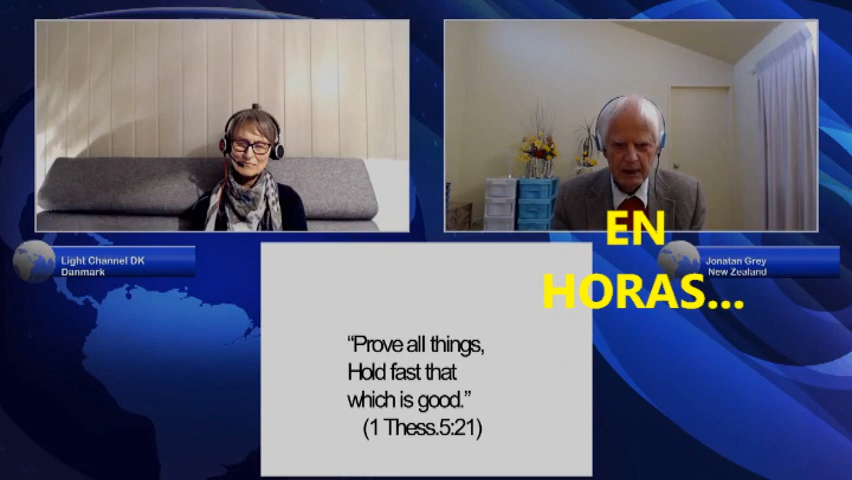 Light Channel DK
Danmark
EN
HORAS...
Jonatan Grey
New Zealand
“Prove all things,
Hold fast that
which is good.”
(1 Thess.5:21)